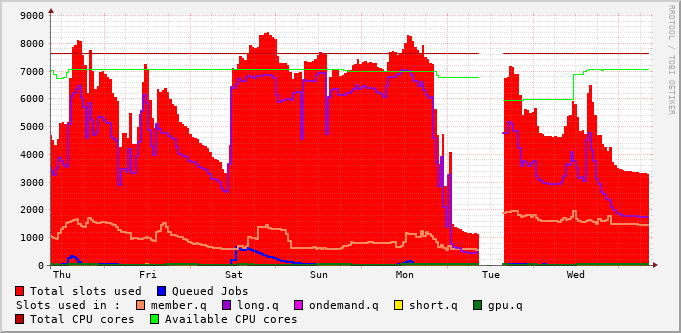 RRDTOOL / TOBI OETIKER
9000
8000
7000
6000
5000
4000
3000
2000
1000
0
Thu Fri Sat Sun Mon Tue Wed
Total slots used Queued Jobs
Slots used in : member.q long.q ondemand.q short.q gpu.q
Total CPU cores Available CPU cores